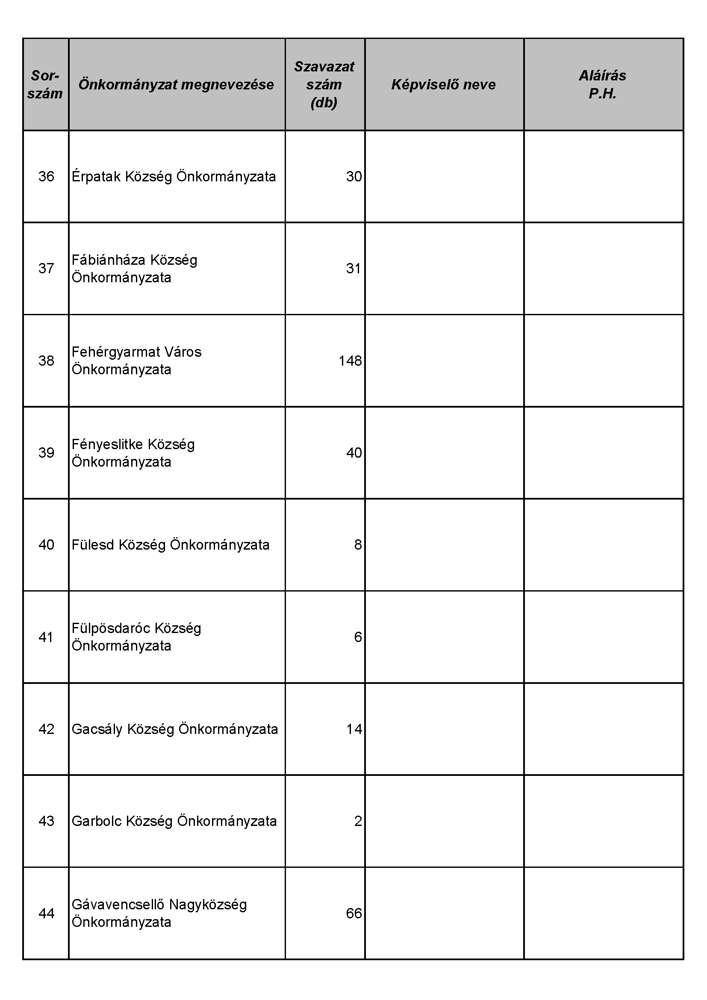 Sor-
szám
Önkormányzat megnevezése
Szavazat
szám
(db)
Képviselő neve
Aláírás
P.H.
36
Érpatak Község Önkormányzata
30
37
Fábiánháza Község
Önkormányzata
31
38
Fehérgyarmat Város
Önkormányzata
148
39
Fényeslitke Község
Önkormányzata
40
40
Fülesd Község Önkormányzata
8
41
Fülpösdaróc Község
Önkormányzata
6
42
Gacsály Község Önkormányzata
14
43
Garbolc Község Önkormányzata
2
44
Gávavencsellő Nagyközség
Önkormányzata
66